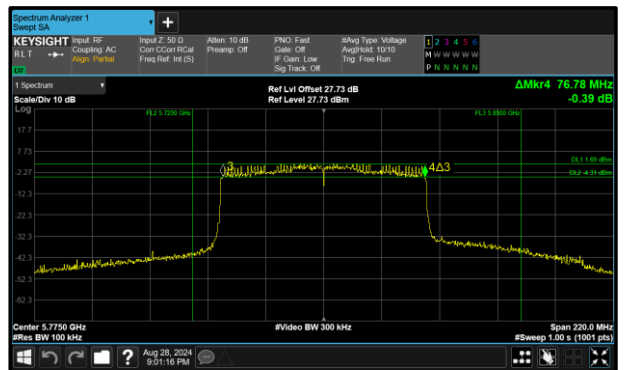 Spectrum Analyzer 1
Swept SA
KEYSIGHT Input: RF Input Z: 50 Ω Atten: 10 dB PNO: Fast #Avg Type: Voltage 1 2 3 4 5 6
RLT Coupling: AC Corr CCorr RCal Preamp: Off Gate: Off Avg|Hold: 10/10 M W W W W W
Align: Partial Freq Ref: Int (S) IF Gain: Low Trig: Free Run P N N N N N
Sig Track: Off
LW
1 Spectrum ΔMkr4 76.78 MHz
Ref Lvl Offset 27.73 dB
Scale/Div 10 dB Ref Level 27.73 dBm -0.39 dB
Log
FL2 5.7250 GHz FL3 5.8500 GHz
17.7
7.73
DL1 1.69 dBm
3 4Δ3
-2.27 DL2 -4.31 dBm
-12.3
-22.3
-32.3
-42.3
-52.3
-62.3
Center 5.7750 GHz #Video BW 300 kHz Span 220.0 MHz
#Res BW 100 kHz #Sweep 1.00 s (1001 pts)
? Aug 28, 2024
9:01:16 PM